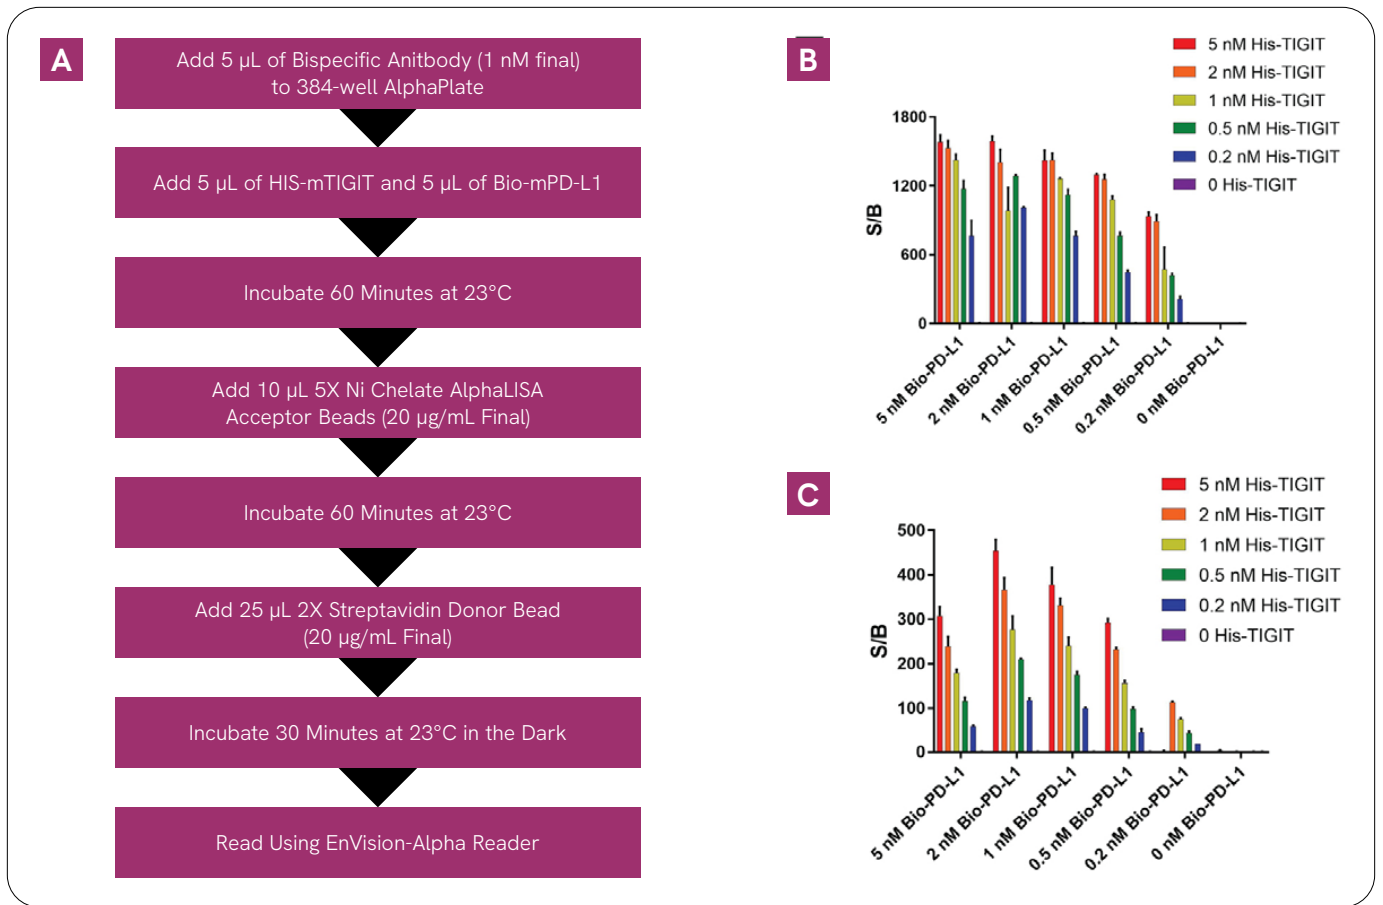 A
Add 5 µL of Bispecific Anitbody (1 nM final)
to 384-well AlphaPlate
Add 5 µL of HIS-mTIGIT and 5 µL of Bio-mPD-L1
Incubate 60 Minutes at 23°C
Add 10 µL 5X Ni Chelate AlphaLISA
Acceptor Beads (20 µg/mL Final)
Incubate 60 Minutes at 23°C
Add 25 µL 2X Streptavidin Donor Bead
(20 µg/mL Final)
Incubate 30 Minutes at 23°C in the Dark
Read Using EnVision-Alpha Reader
B
5 nM His-TIGIT
2 nM His-TIGIT
1 nM His-TIGIT
0.5 nM His-TIGIT
0.2 nM His-TIGIT
0 His-TIGIT
S/B
1800
1200
600
0
5 nM Bio-PD-L1
2 nM Bio-PD-L1
1 nM Bio-PD-L1
0.5 nM Bio-PD-L1
0.2 nM Bio-PD-L1
0 nM Bio-PD-L1
C
5 nM His-TIGIT
2 nM His-TIGIT
1 nM His-TIGIT
0.5 nM His-TIGIT
0.2 nM His-TIGIT
0 His-TIGIT
S/B
500
400
300
200
100
0
5 nM Bio-PD-L1
2 nM Bio-PD-L1
1 nM Bio-PD-L1
0.5 nM Bio-PD-L1
0.2 nM Bio-PD-L1
0 nM Bio-PD-L1